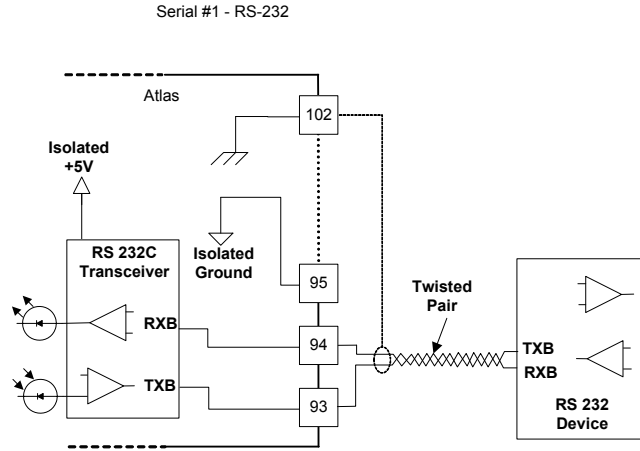 Serial #1 - RS-232
Atlas
102
Isolated
+5V
RS 232C
Transceiver
Isolated
Ground
95
Twisted
Pair
RXB
94
TXB
RXB
TXB
93
RS 232
Device